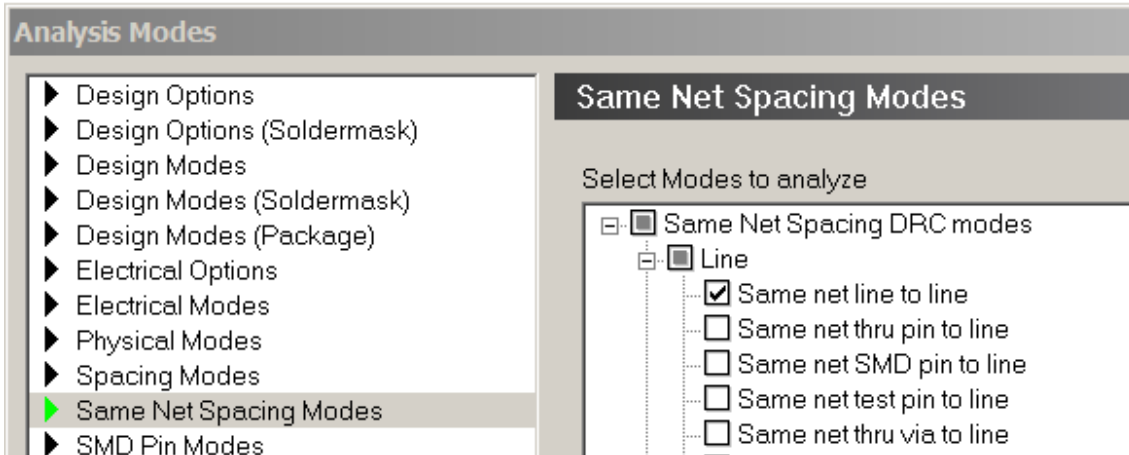 Analysis Modes
Design Options
Design Options (Soldermask)
Design Modes
Design Modes (Soldermask)
Design Modes (Package)
Electrical Options
Electrical Modes
Physical Modes
Spacing Modes
Same Net Spacing Modes
SMD Pin Modes
Same Net Spacing Modes
Select Modes to analyze
Same Net Spacing DRC modes
Line
Same net line to line
Same net thru pin to line
Same net SMD pin to line
Same net test pin to line
Same net thru via to line